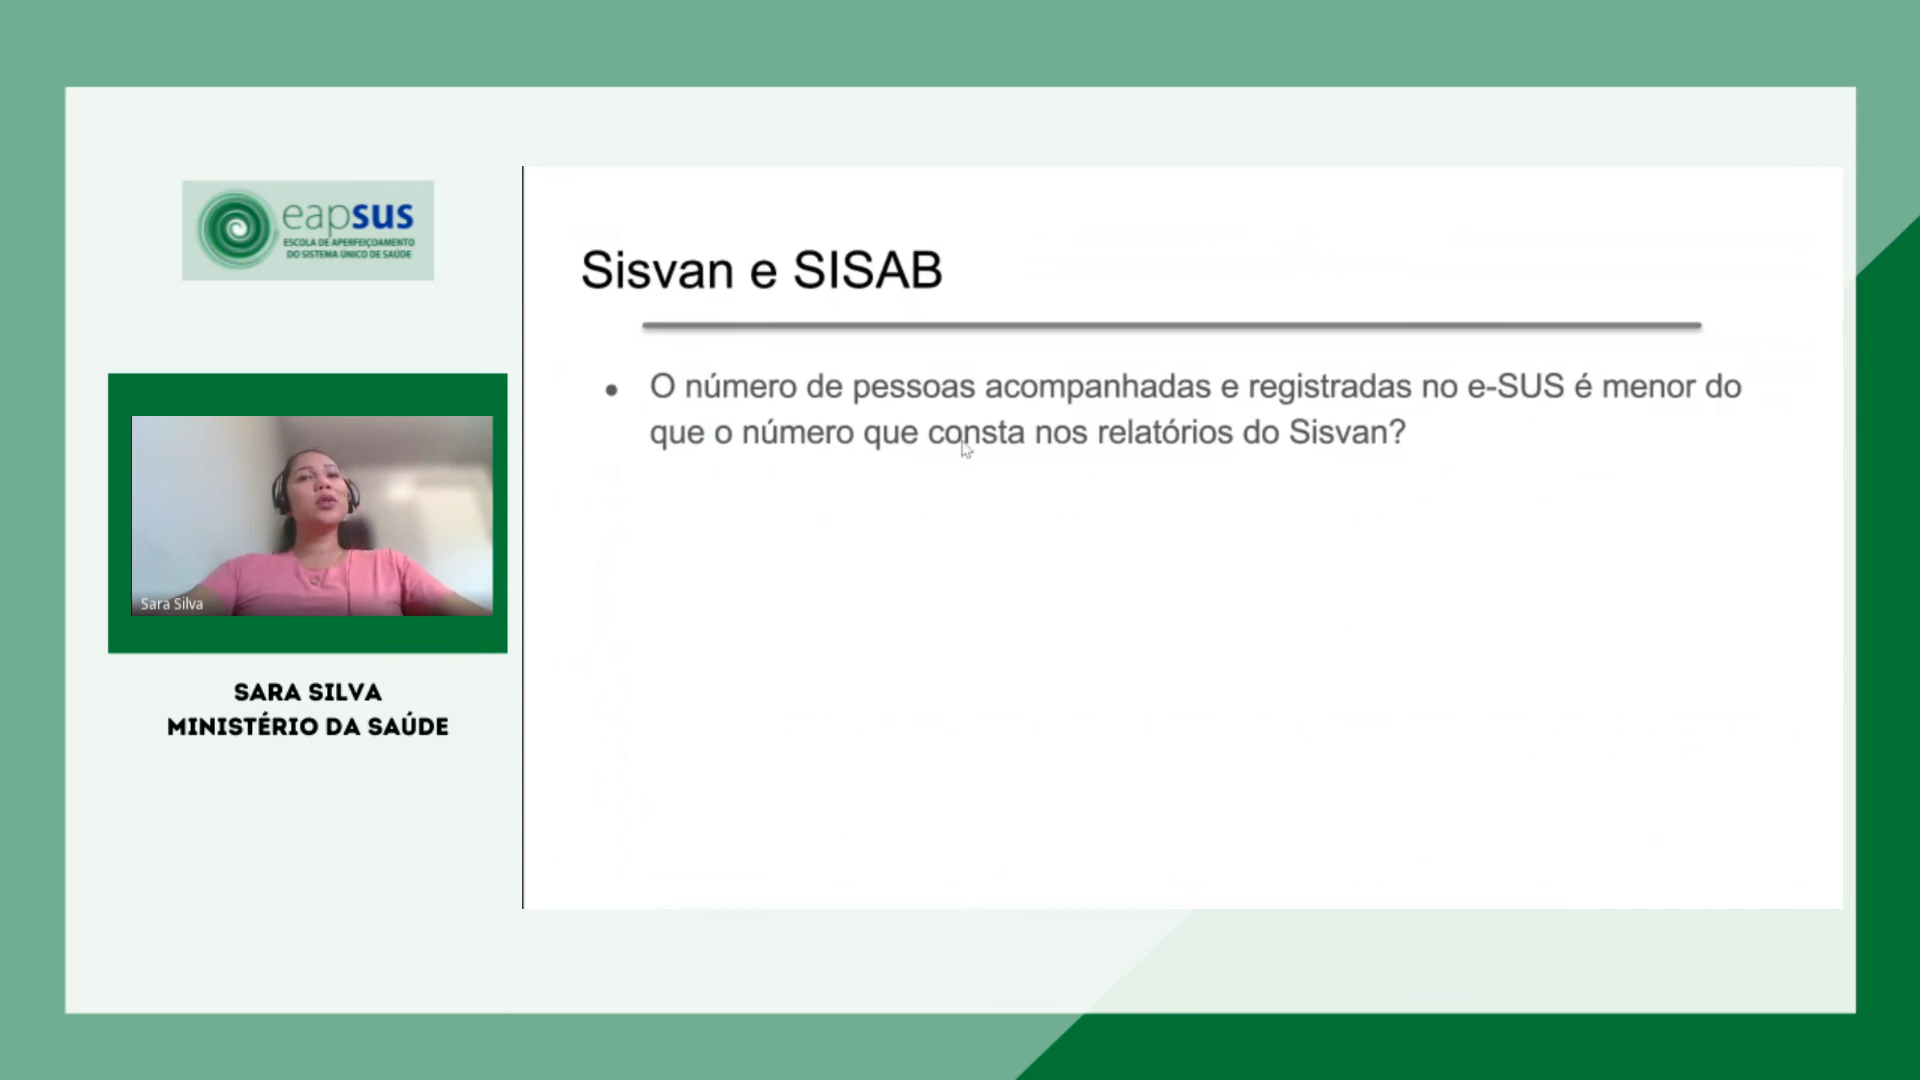 eapsus
ESCOLA DE APERFEIÇOAMENTO
DO SISTEMA ÚNICO DE SAÚDE
Sisvan e SISAB
• O número de pessoas acompanhadas e registradas no e-SUS é menor do
que o número que consta nos relatórios do Sisvan?
Sara Silva
SARA SILVA
MINISTÉRIO DA SAÚDE